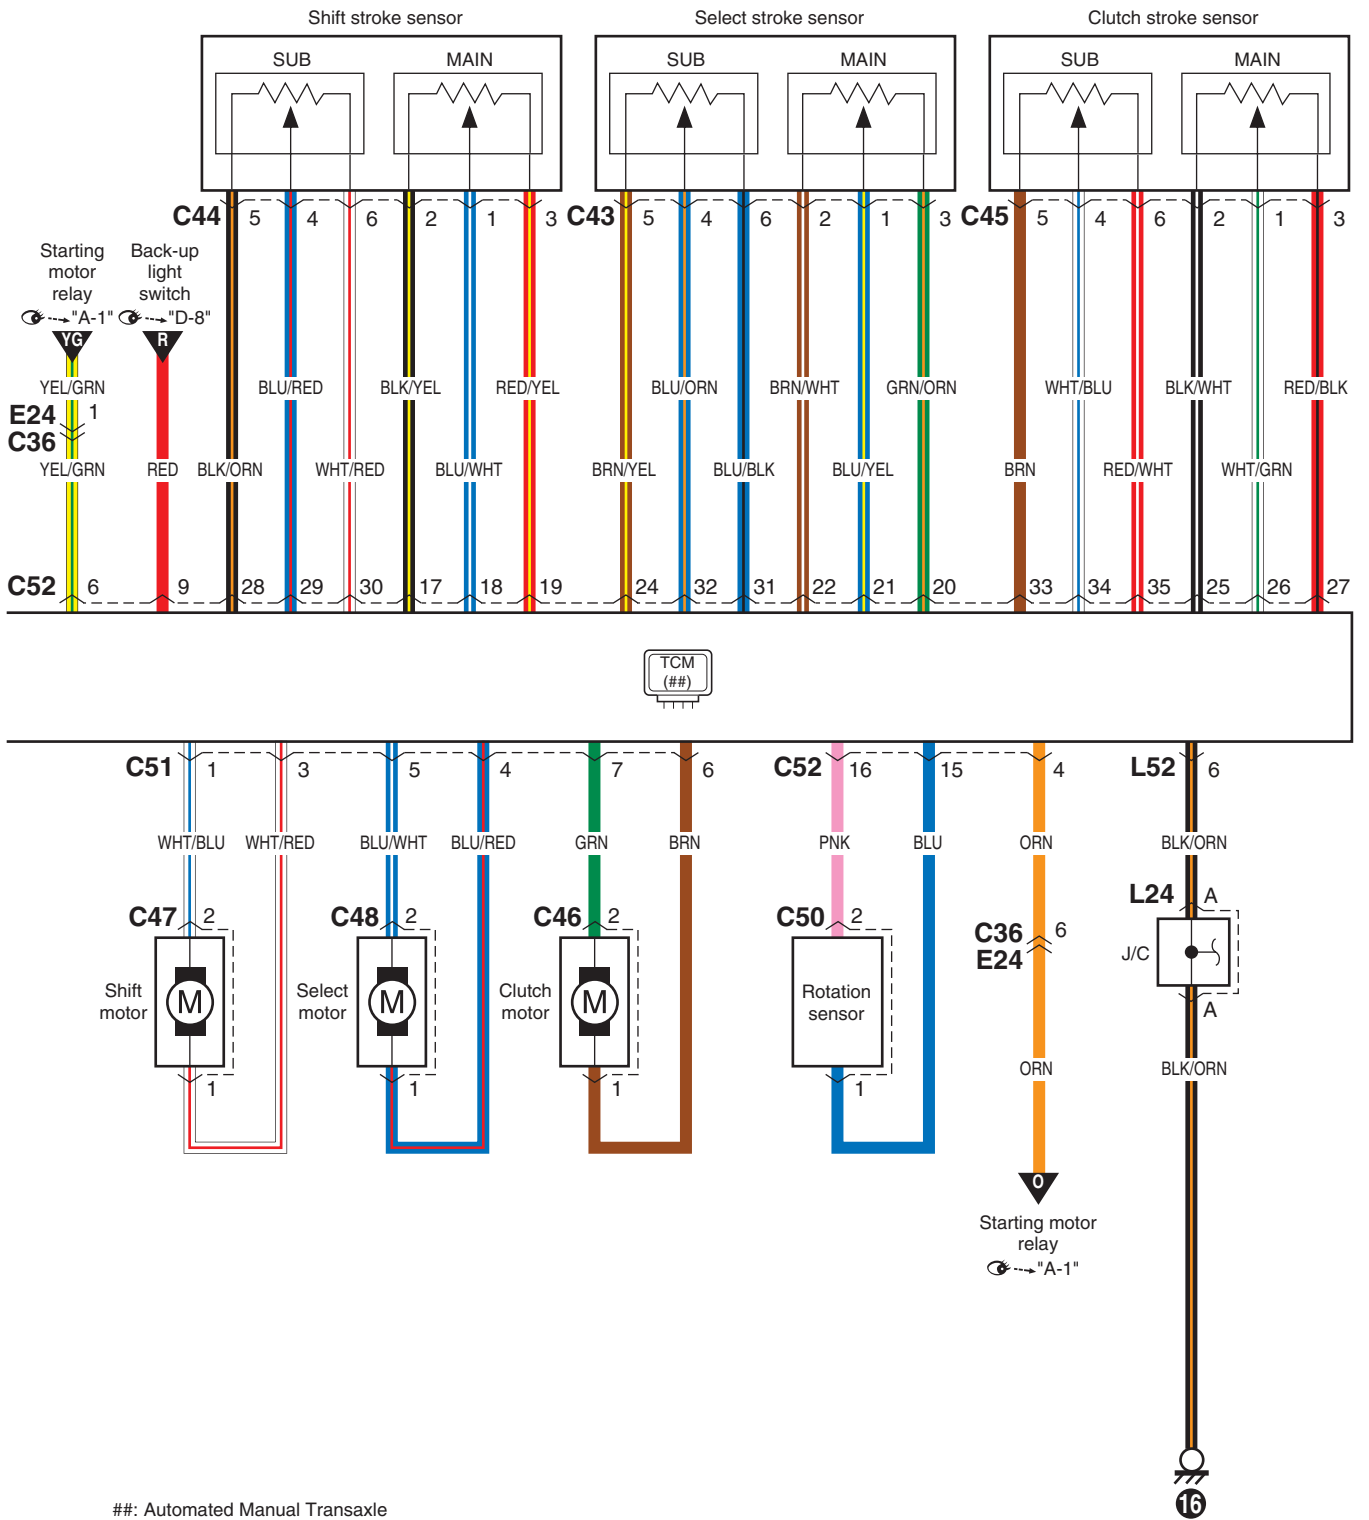 Shift stroke sensor Select stroke sensor Clutch stroke sensor
SUB MAIN SUB MAIN SUB MAIN
C44 5 4 6 2 1 3 C43 5 4 6 2 1 3 C45 5 4 6 2 1 3
Starting
motor
relay
"A-1"
YG
Back-up
light
switch
"D-8"
R
YEL/GRN BLU/RED BLK/YEL RED/YEL BLU/ORN BRN/WHT GRN/ORN WHT/BLU BLK/WHT RED/BLK
E24 1
C36
YEL/GRN RED BLK/ORN WHT/RED BLU/WHT BRN/YEL BLU/BLK BLU/YEL BRN RED/WHT WHT/GRN
C52 6 9 28 29 30 17 18 19 24 32 31 22 21 20 33 34 35 25 26 27
TCM
(##)
C51 1 3 5 4 7 6 C52 16 15 4 L52 6
WHT/BLU WHT/RED BLU/WHT BLU/RED GRN BRN PNK BLU ORN BLK/ORN
L24 A
C47 2 C48 2 C46 2 C50 2
C36 6
E24
J/C
Shift
motor
M
Select
motor
M
Clutch
motor
M
Rotation
sensor
A
ORN BLK/ORN
1 1 1 1
O
Starting motor
relay
"A-1"
16
##: Automated Manual Transaxle